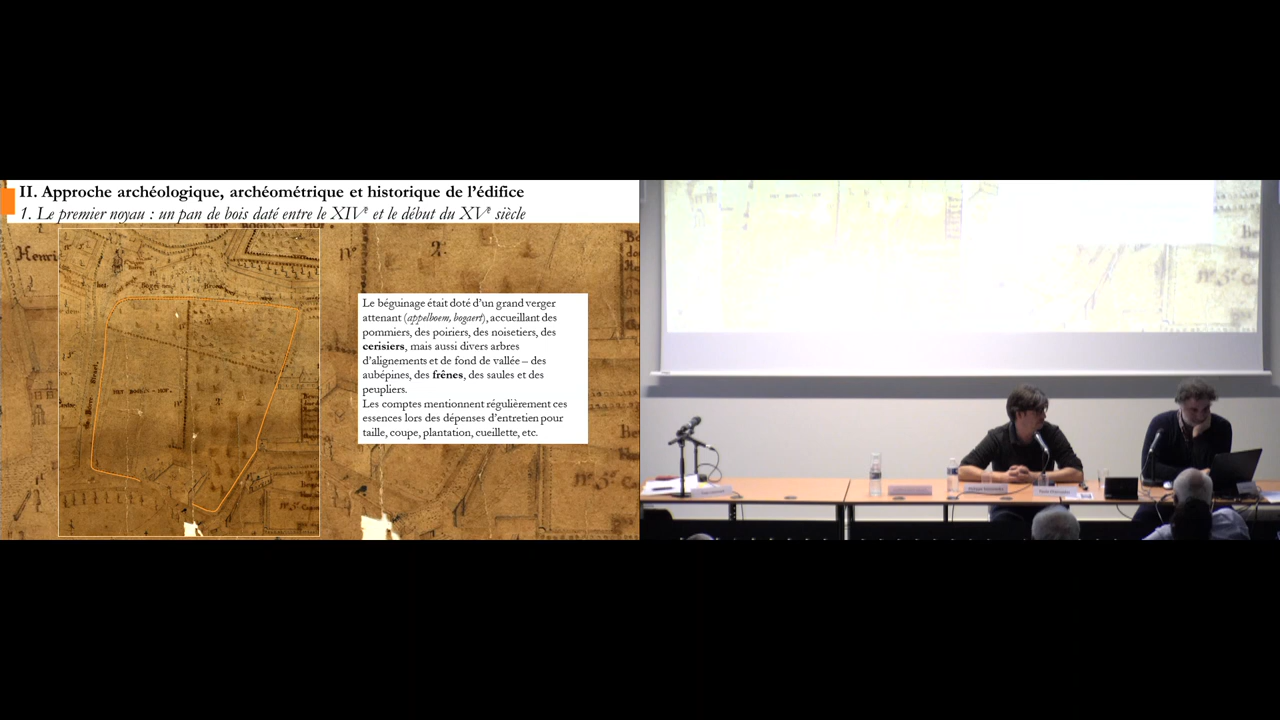 II. Approche archéologique, archéométrique et historique de l'édifice
1. Le premier noyau : un pan de bois daté entre le XIVe et le début du XVe siècle
Le béguinage était doté d'un grand verger
attenant (appelboem, bogaert), accueillant des
pommiers, des poiriers, des noisetiers, des
cerisiers, mais aussi divers arbres
d'alignements et de fond de vallée – des
aubépines, des frênes, des saules et des
peupliers.
Les comptes mentionnent régulièrement ces
essences lors des dépenses d'entretien pour
taille, coupe, plantation, cueillette, etc.
Henri
n°
2.